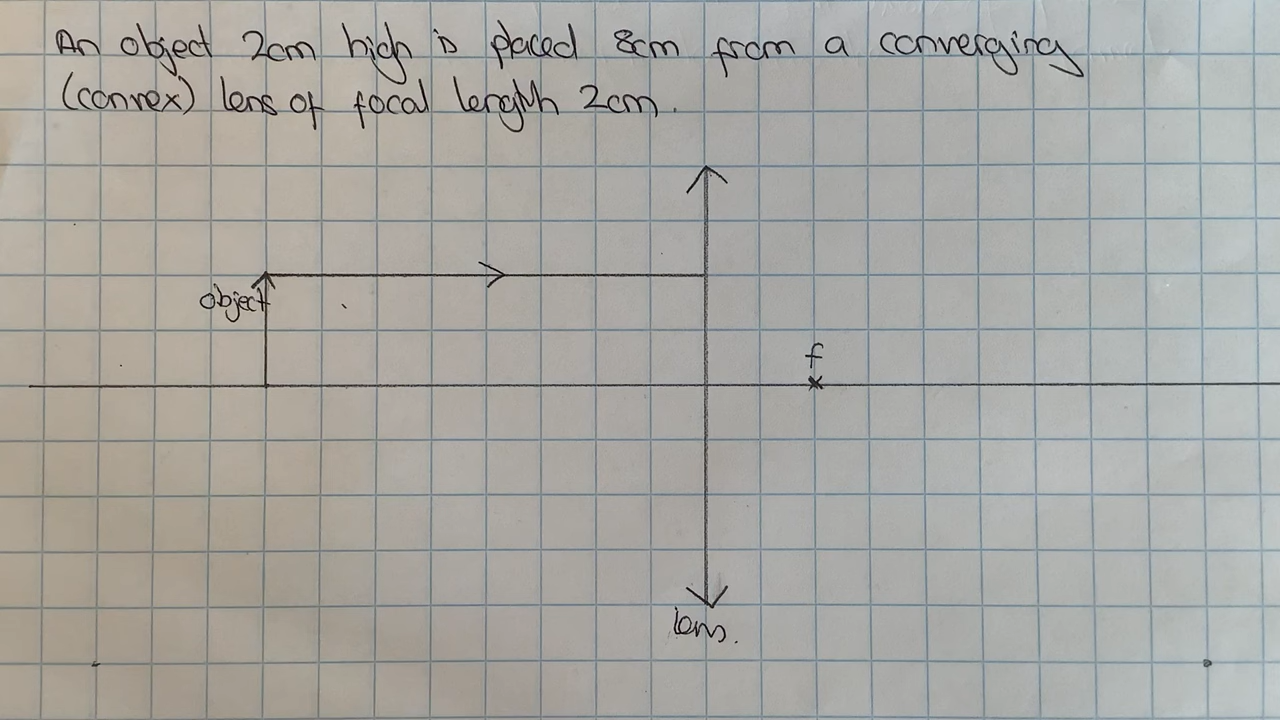 An object 2cm high is placed 8cm from a converging
(convex) lens of focal length 2cm.
object
f
lens.